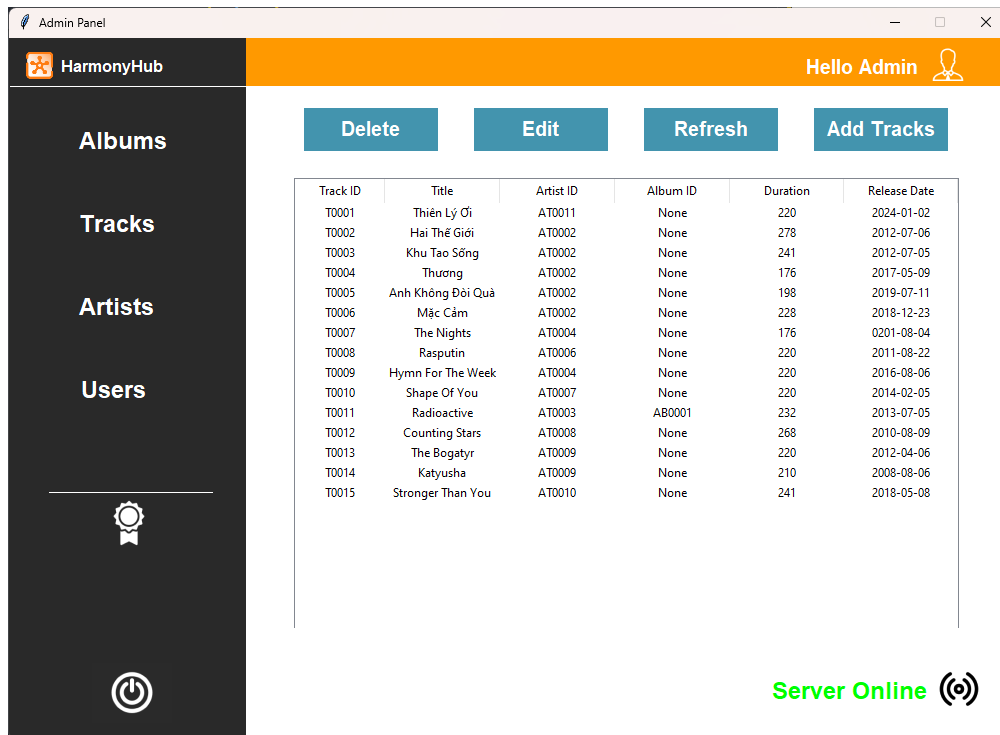 Admin Panel
HarmonyHub
Hello Admin
Albums
Tracks
Artists
Users
Delete Edit Refresh Add Tracks
Track ID Title Artist ID Album ID Duration Release Date
T0001 Thiên Lý Ơi AT0011 None 220 2024-01-02
T0002 Hai Thế Giới AT0002 None 278 2012-07-06
T0003 Khu Tao Sống AT0002 None 241 2012-07-05
T0004 Thương AT0002 None 176 2017-05-09
T0005 Anh Không Đòi Quà AT0002 None 198 2019-07-11
T0006 Mặc Cảm AT0002 None 228 2018-12-23
T0007 The Nights AT0004 None 176 0201-08-04
T0008 Rasputin AT0006 None 220 2011-08-22
T0009 Hymn For The Week AT0004 None 220 2016-08-06
T0010 Shape Of You AT0007 None 220 2014-02-05
T0011 Radioactive AT0003 AB0001 232 2013-07-05
T0012 Counting Stars AT0008 None 268 2010-08-09
T0013 The Bogatyr AT0009 None 220 2012-04-06
T0014 Katyusha AT0009 None 210 2008-08-06
T0015 Stronger Than You AT0010 None 241 2018-05-08
Server Online